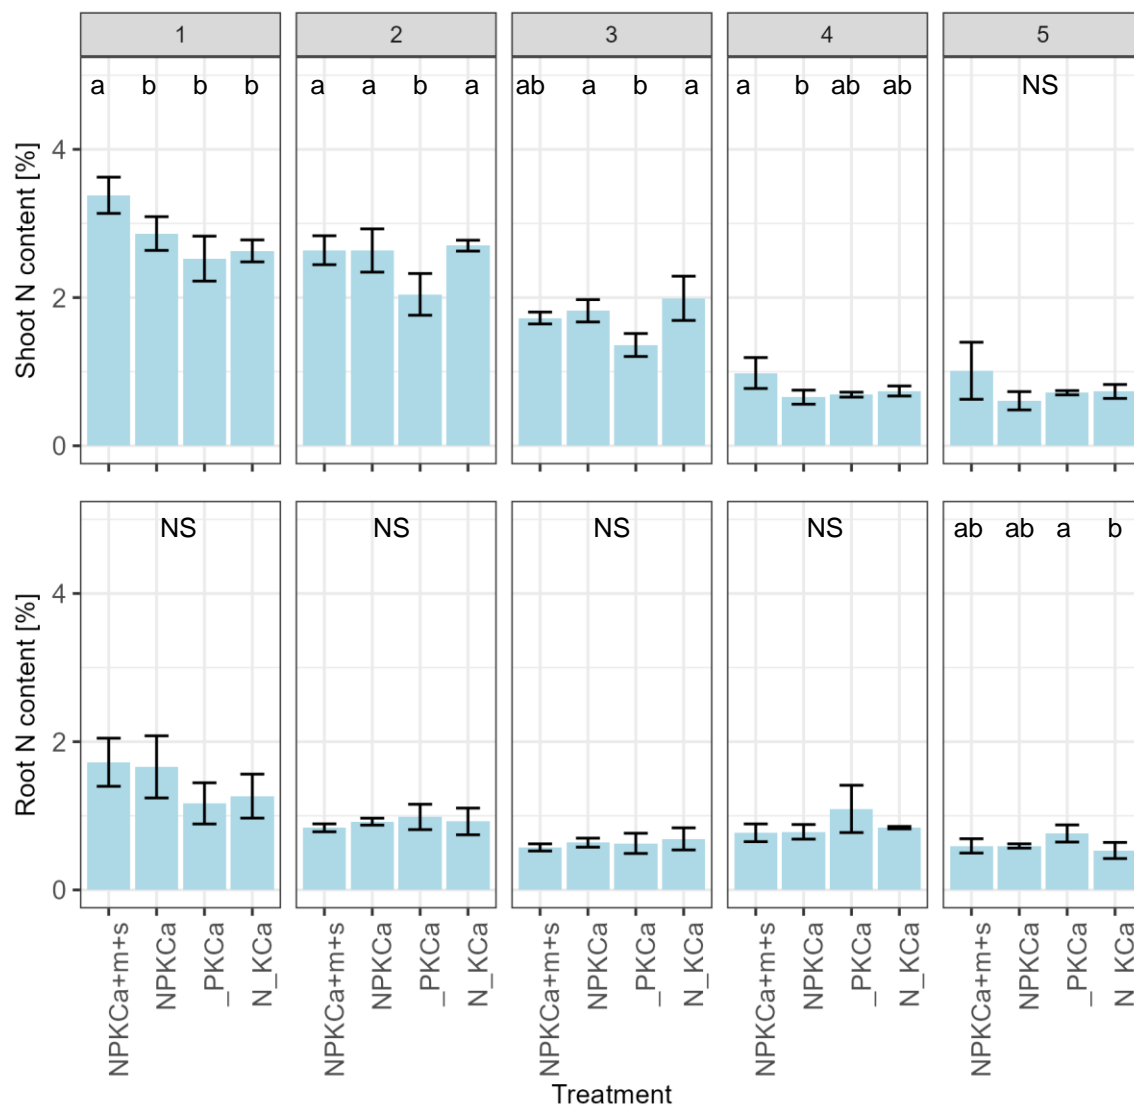 1 2 3 4 5
a b b b a a b a ab a b a a b ab ab NS
Shoot N content [%]
4
2
0
NS NS NS NS ab ab a b
Root N content [%]
4
2
0
NPKCa+m+s NPKCa _PKCa N_KCa NPKCa+m+s NPKCa _PKCa N_KCa NPKCa+m+s NPKCa _PKCa N_KCa NPKCa+m+s NPKCa _PKCa N_KCa NPKCa+m+s NPKCa _PKCa N_KCa
Treatment